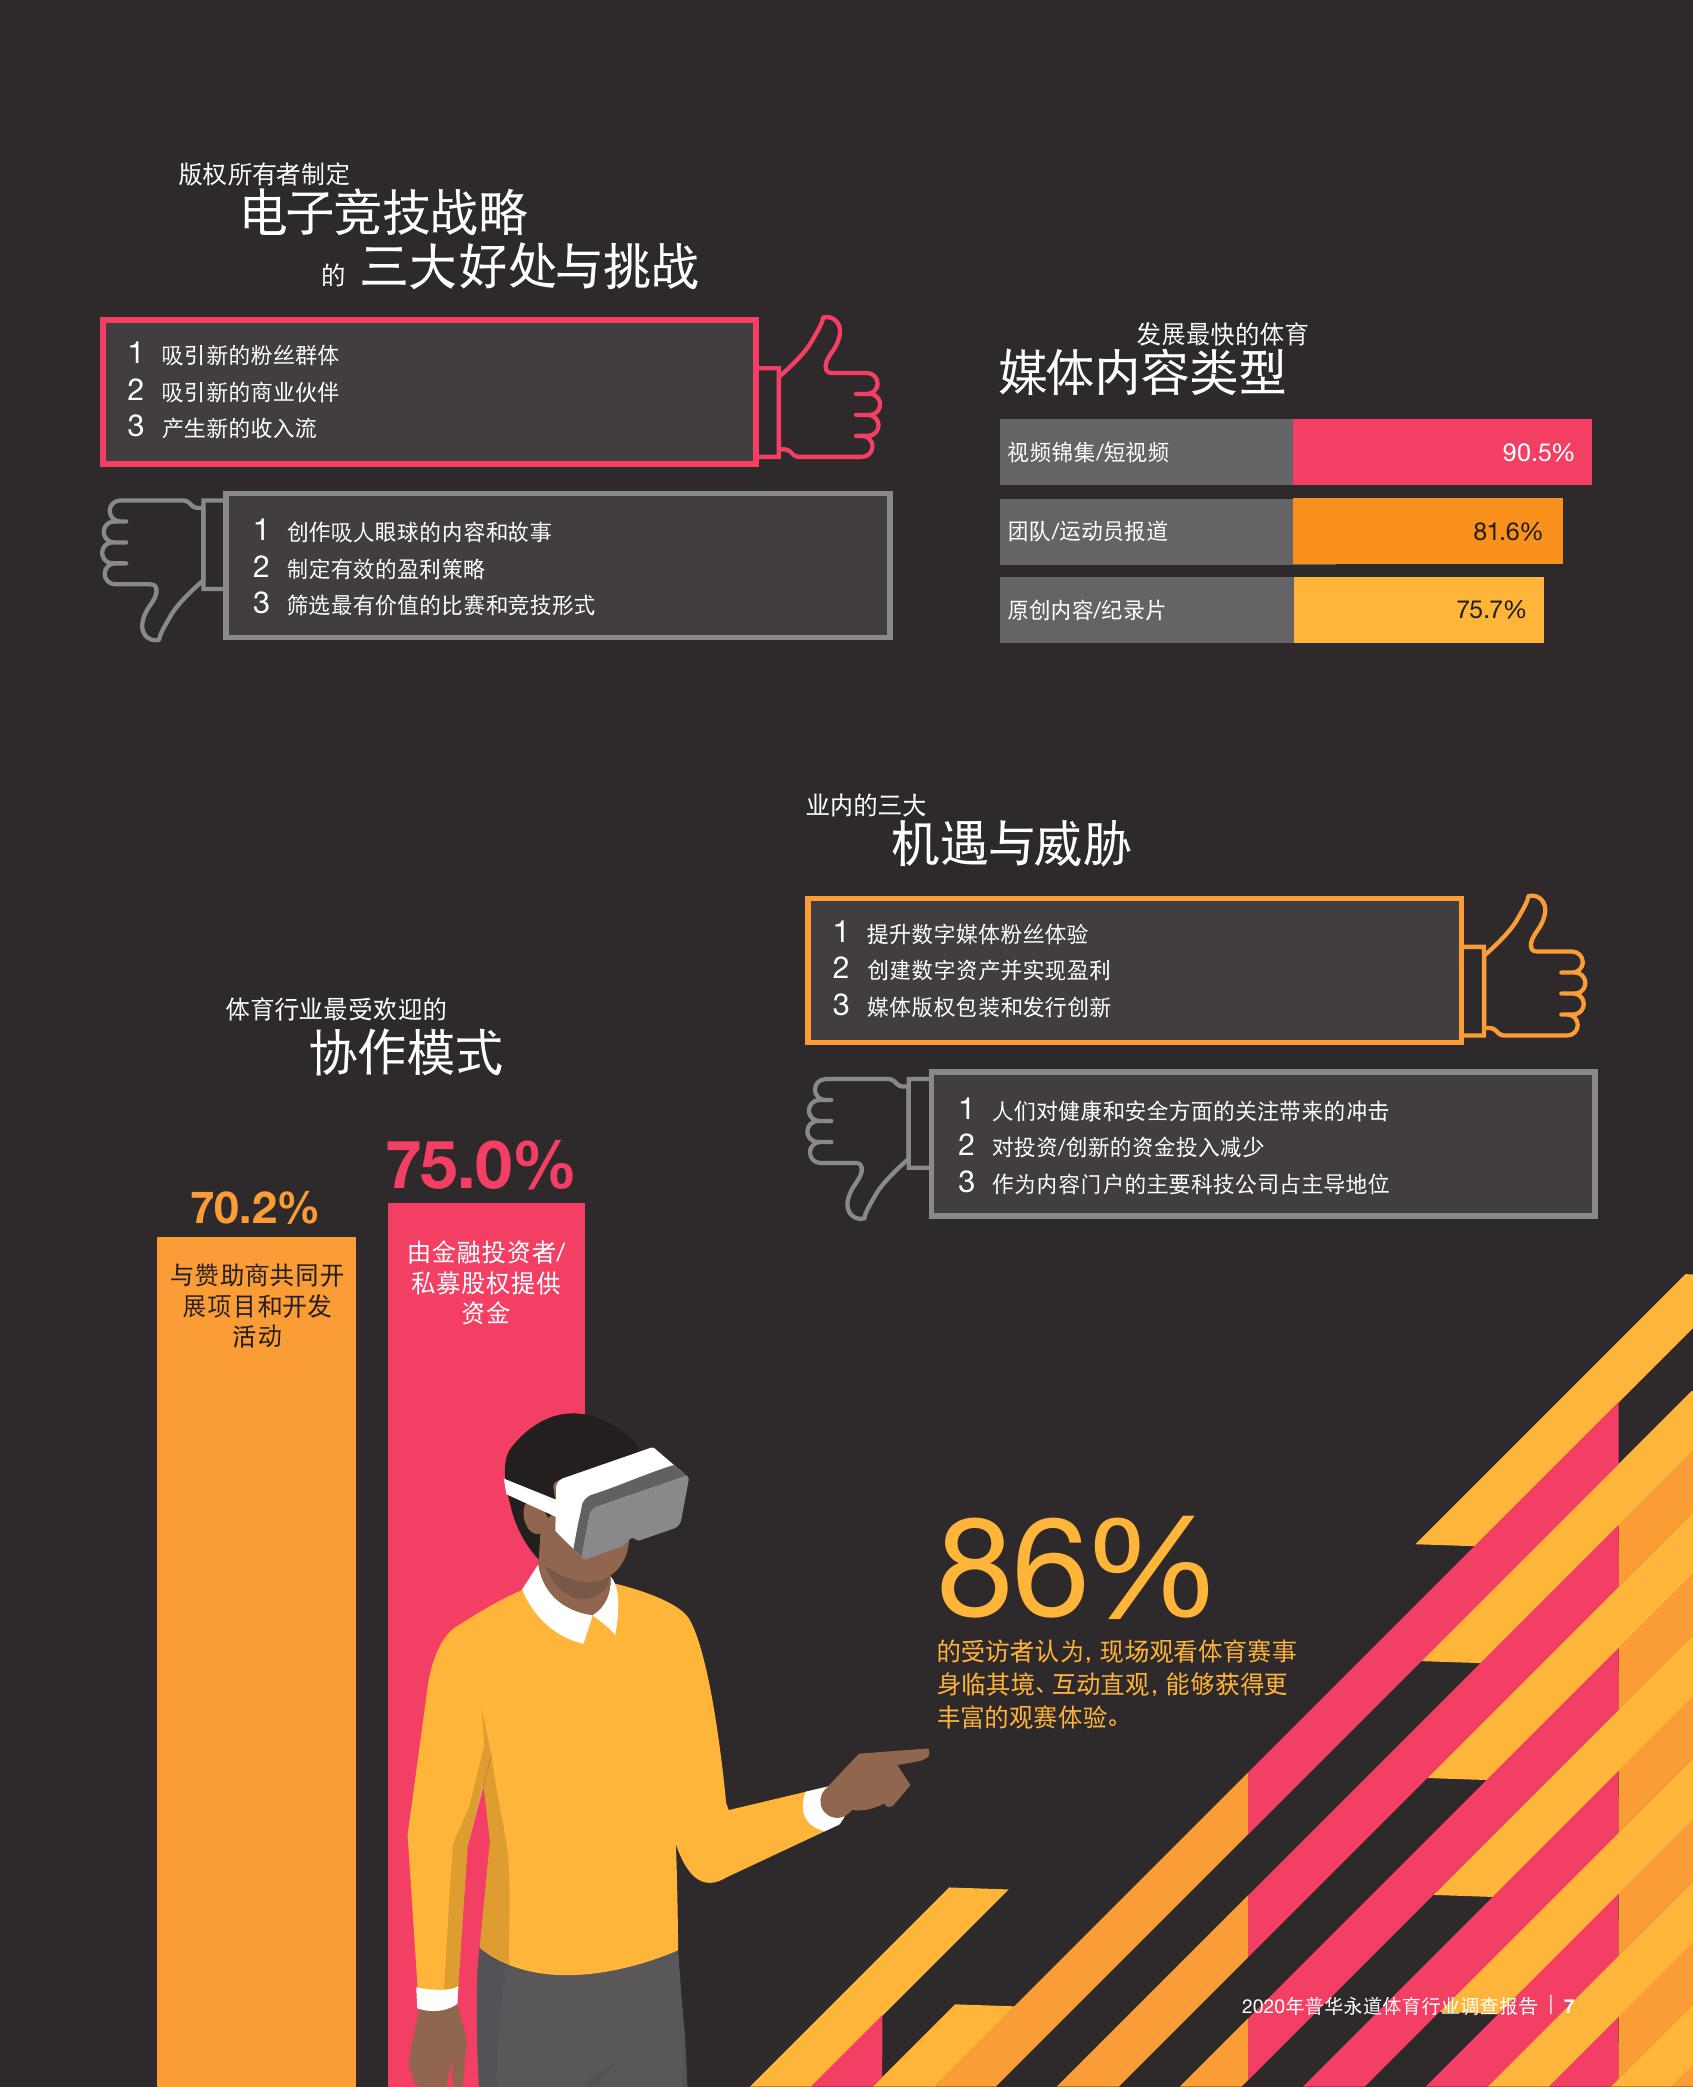 版权所有者制定
电子竞技战略
的 三大好处与挑战
1 吸引新的粉丝群体
2 吸引新的商业伙伴
3 产生新的收入流
1 创作吸人眼球的内容和故事
2 制定有效的盈利策略
3 筛选最有价值的比赛和竞技形式
发展最快的体育
媒体内容类型
视频锦集/短视频 90.5%
团队/运动员报道 81.6%
原创内容/纪录片 75.7%
业内的三大
机遇与威胁
1 提升数字媒体粉丝体验
2 创建数字资产并实现盈利
3 媒体版权包装和发行创新
1 人们对健康和安全方面的关注带来的冲击
2 对投资/创新的资金投入减少
3 作为内容门户的主要科技公司占主导地位
体育行业最受欢迎的
协作模式
70.2%
与赞助商共同开
展项目和开发
活动
75.0%
由金融投资者/
私募股权提供
资金
86%
的受访者认为, 现场观看体育赛事
身临其境、互动直观, 能够获得更
丰富的观赛体验。
2020年普华永道体育行业调查报告 | 7